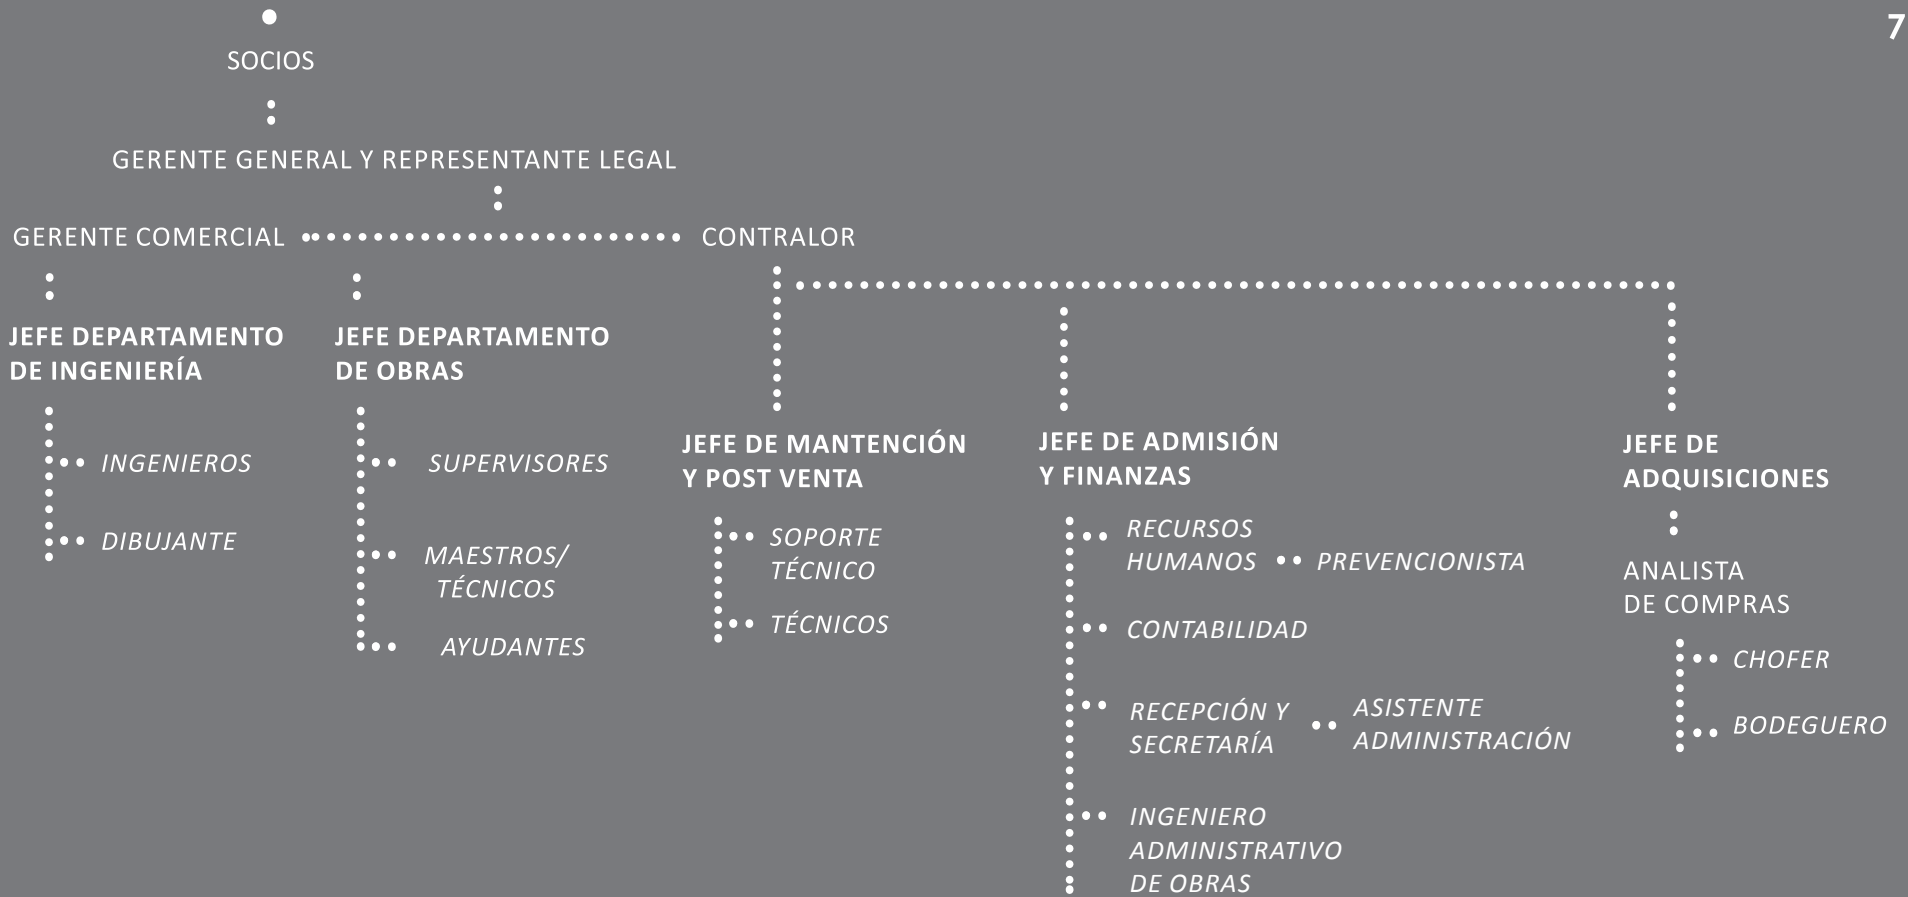 7
SOCIOS
GERENTE GENERAL Y REPRESENTANTE LEGAL
GERENTE COMERCIAL
CONTRALOR
JEFE DEPARTAMENTO
DE INGENIERÍA
INGENIEROS
DIBUJANTE
JEFE DEPARTAMENTO
DE OBRAS
SUPERVISORES
MAESTROS/
TÉCNICOS
AYUDANTES
JEFE DE MANTENCIÓN
Y POST VENTA
SOPORTE
TÉCNICO
TÉCNICOS
JEFE DE ADMISIÓN
Y FINANZAS
RECURSOS
HUMANOS
PREVENCIONISTA
CONTABILIDAD
RECEPCIÓN Y
SECRETARÍA
ASISTENTE
ADMINISTRACIÓN
INGENIERO
ADMINISTRATIVO
DE OBRAS
JEFE DE
ADQUISICIONES
ANALISTA
DE COMPRAS
CHOFER
BODEGUERO